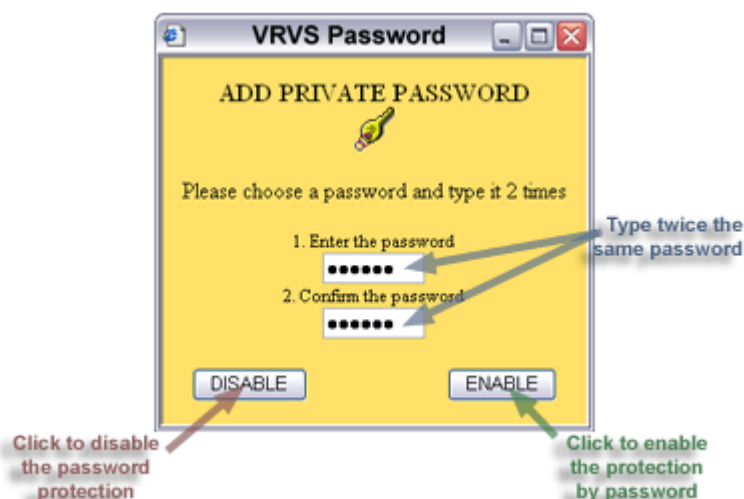 VRVS Password
ADD PRIVATE PASSWORD
Please choose a password and type it 2 times
1. Enter the password
••••••
2. Confirm the password
••••••
Type twice the
same password
DISABLE
ENABLE
Click to disable
the password
protection
Click to enable
the protection
by password